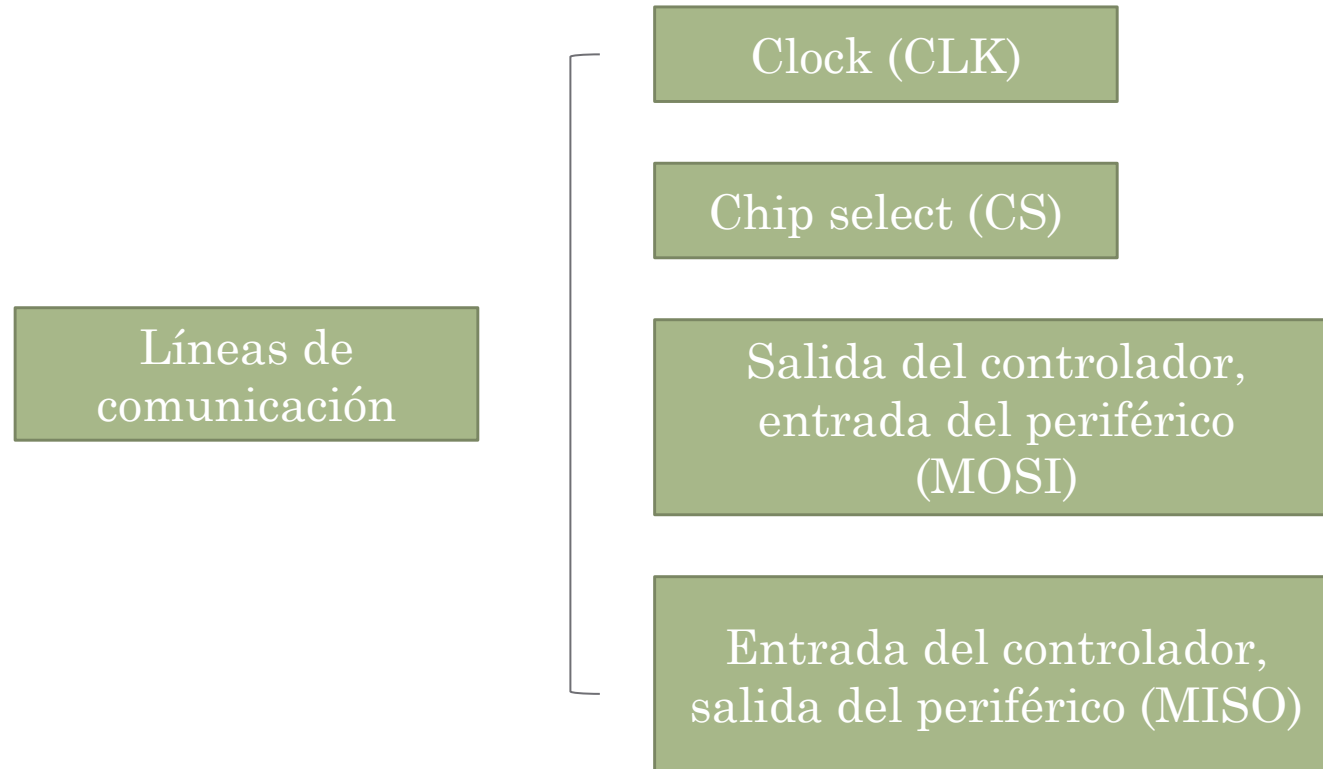 Clock (CLK)
Chip select (CS)
Líneas de
comunicación
Salida del controlador,
entrada del periférico
(MOSI)
Entrada del controlador,
salida del periférico (MISO)